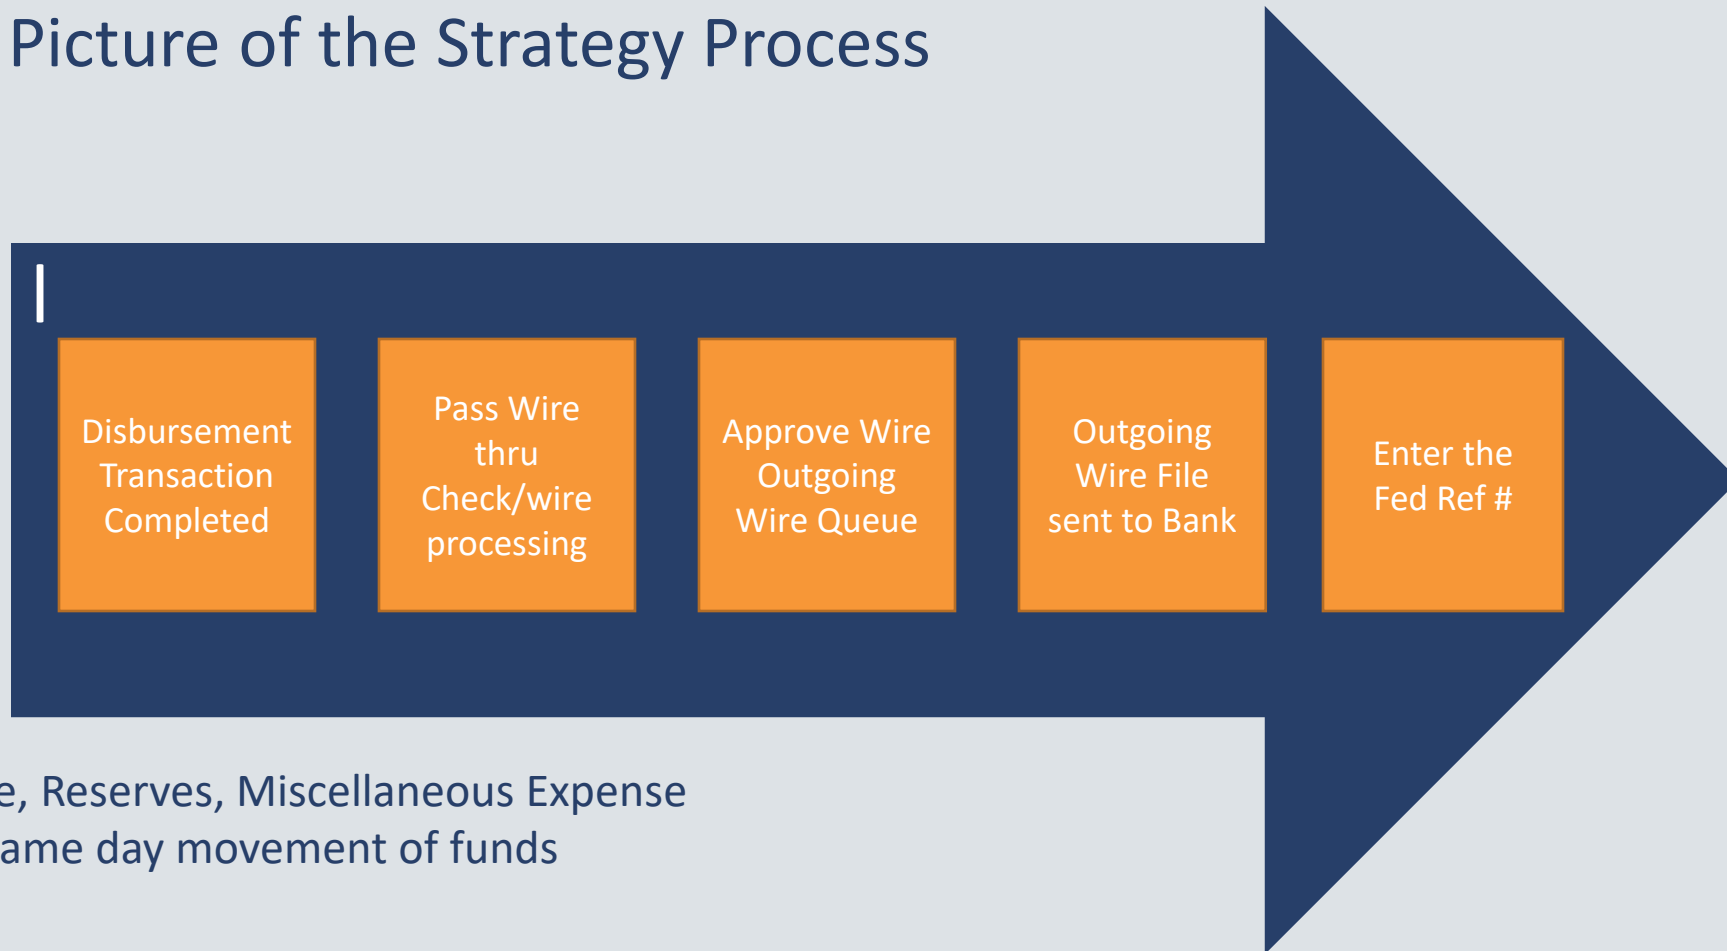 Picture of the Strategy Process
Disbursement
Transaction
Completed
Pass Wire
thru
Check/wire
processing
Approve Wire
Outgoing
Wire Queue
Outgoing
Wire File
sent to Bank
Enter the
Fed Ref #
e, Reserves, Miscellaneous Expense
ame day movement of funds